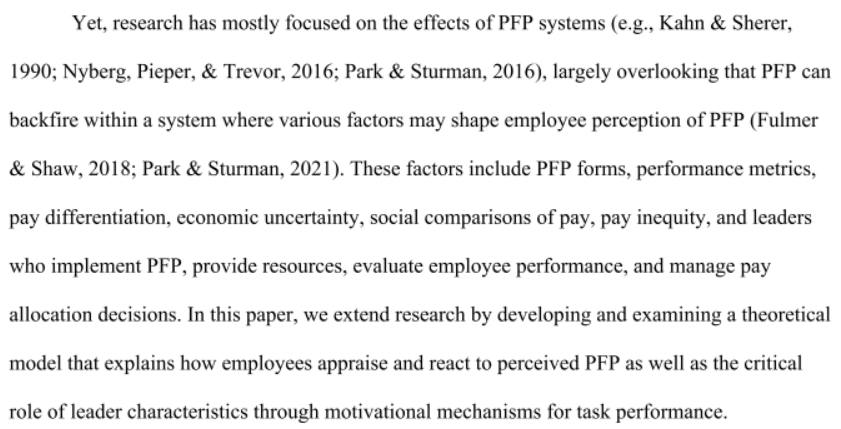 Yet, research has mostly focused on the effects of PFP systems (e.g., Kahn & Sherer,
1990; Nyberg, Pieper, & Trevor, 2016; Park & Sturman, 2016), largely overlooking that PFP can
backfire within a system where various factors may shape employee perception of PFP (Fulmer
& Shaw, 2018; Park & Sturman, 2021). These factors include PFP forms, performance metrics,
pay differentiation, economic uncertainty, social comparisons of pay, pay inequity, and leaders
who implement PFP, provide resources, evaluate employee performance, and manage pay
allocation decisions. In this paper, we extend research by developing and examining a theoretical
model that explains how employees appraise and react to perceived PFP as well as the critical
role of leader characteristics through motivational mechanisms for task performance.